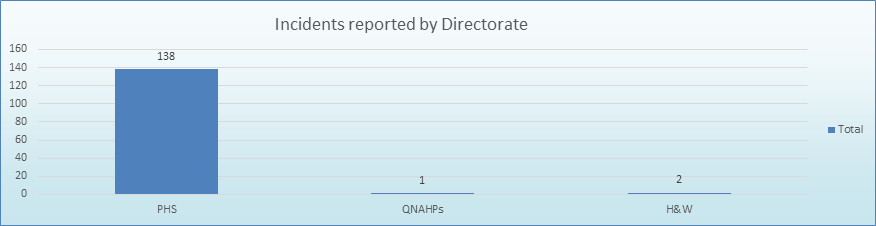 Incidents reported by Directorate
160
140
120
100
80
60
40
20
0
138
1
2
PHS
QNAHPs
H&W
Total